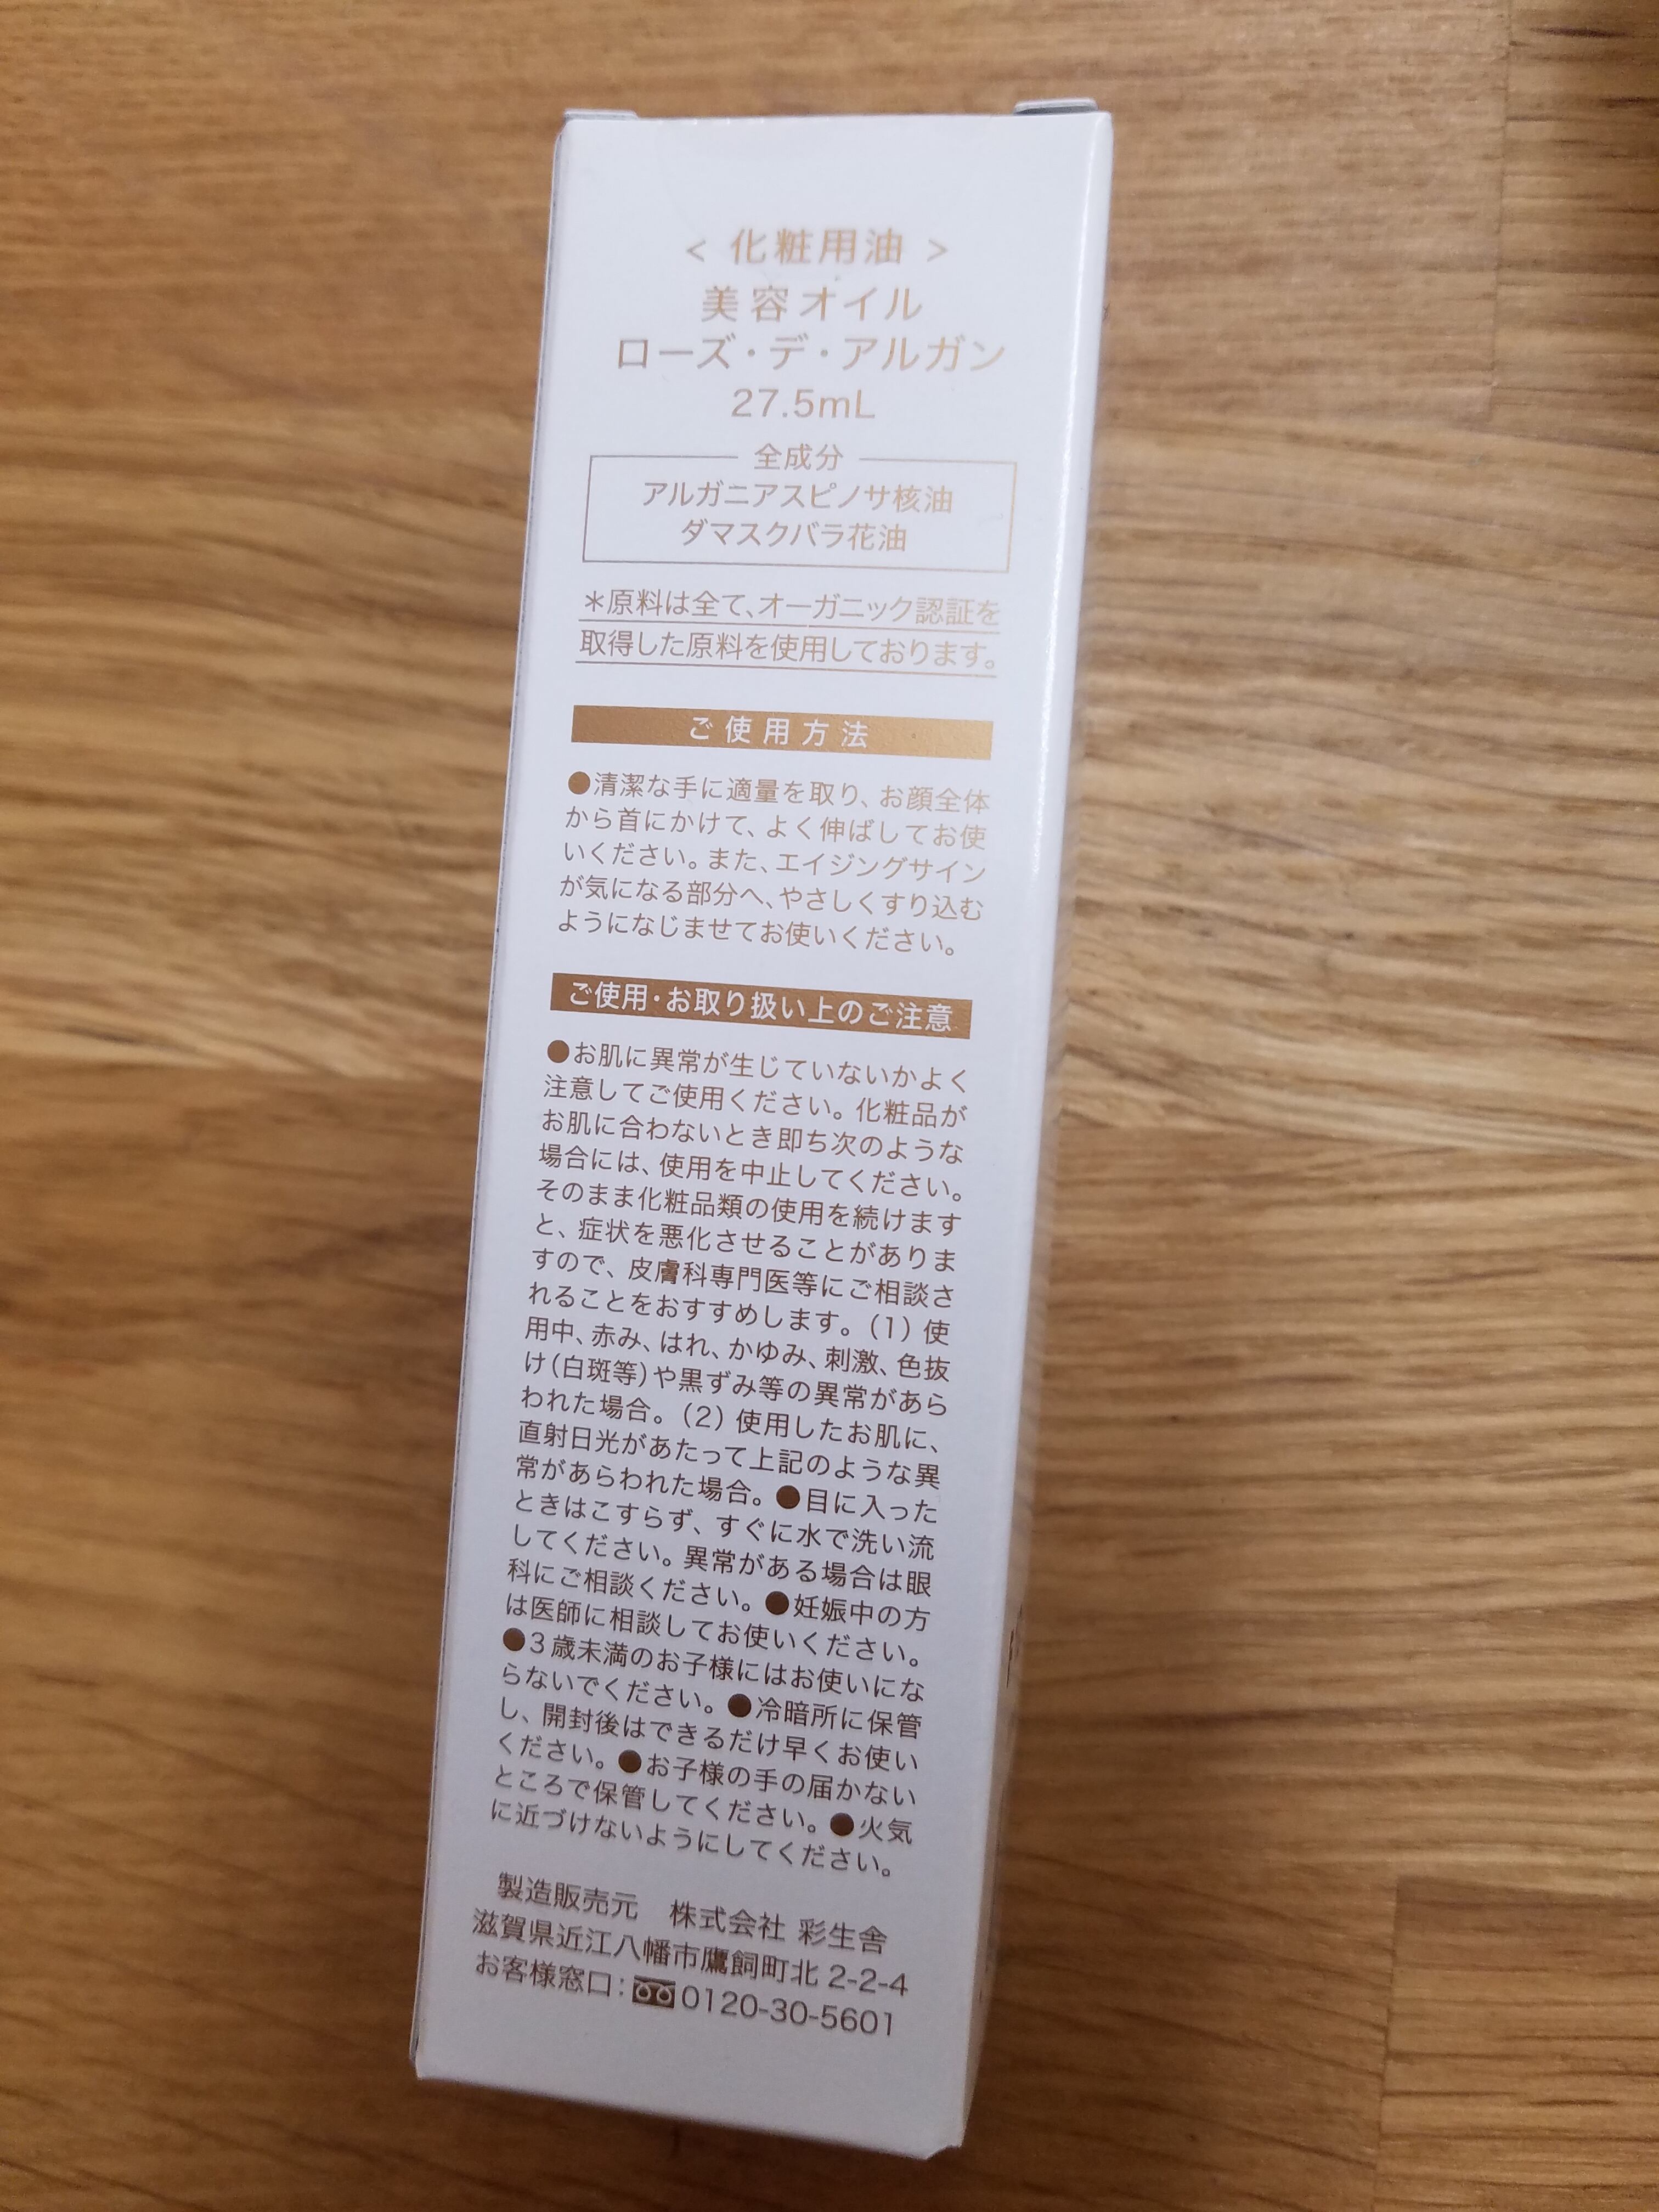 < 化粧用油 >
美容オイル
ローズ・デ・アルガン
27.5mL
全成分
アルガニアスピノサ核油
ダマスクバラ花油
＊原料は全て、オーガニック認証を
取得した原料を使用しております。
ご使用方法
●清潔な手に適量を取り、お顔全体
から首にかけて、よく伸ばしてお使
いください。また、エイジングサイン
が気になる部分へ、やさしくすり込む
ようになじませてお使いください。
ご使用・お取り扱い上のご注意
●お肌に異常が生じていないかよく
注意してご使用ください。化粧品が
お肌に合わないとき即ち次のような
場合には、使用を中止してください。
そのまま化粧品類の使用を続けます
と、症状を悪化させることがありま
すので、皮膚科専門医等にご相談さ
れることをおすすめします。（1）使
用中、赤み、はれ、かゆみ、刺激、色抜
け（白斑等）や黒ずみ等の異常があら
われた場合。（2）使用したお肌に、
直射日光があたって上記のような異
常があらわれた場合。●目に入った
ときはこすらず、すぐに水で洗い流
してください。異常がある場合は眼
科にご相談ください。●妊娠中の方
は医師に相談してお使いください。
●3歳未満のお子様にはお使いにな
らないでください。●冷暗所に保管
し、開封後はできるだけ早くお使い
ください。●お子様の手の届かない
ところで保管してください。●火気
に近づけないようにしてください。
製造販売元　株式会社 彩生舎
滋賀県近江八幡市鷹飼町北 2-2-4
お客様窓口：0120-30-5601